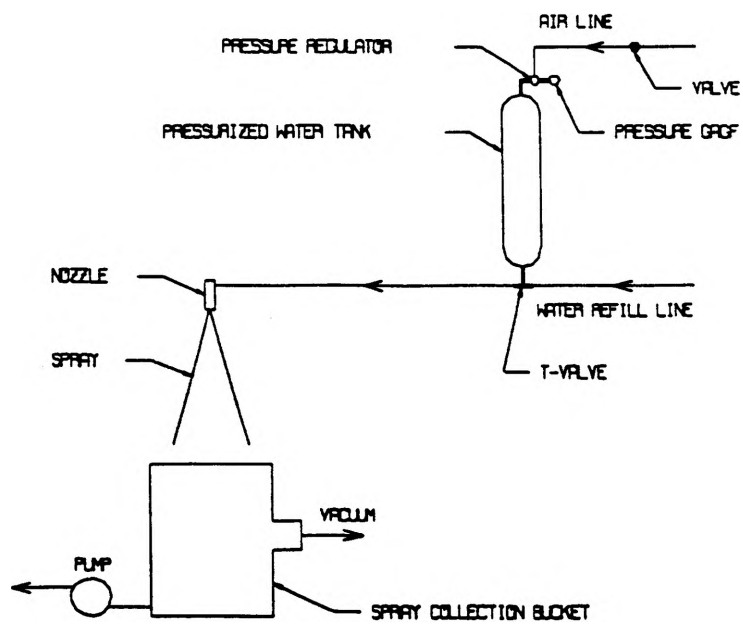 AIR LINE
PRESSURE REGULATOR
VALVE
PRESSURIZED WATER TANK
PRESSURE GAGE
NOZZLE
WATER REFILL LINE
SPRAY
T-VALVE
VACUUM
PUMP
SPRAY COLLECTION BUCKET